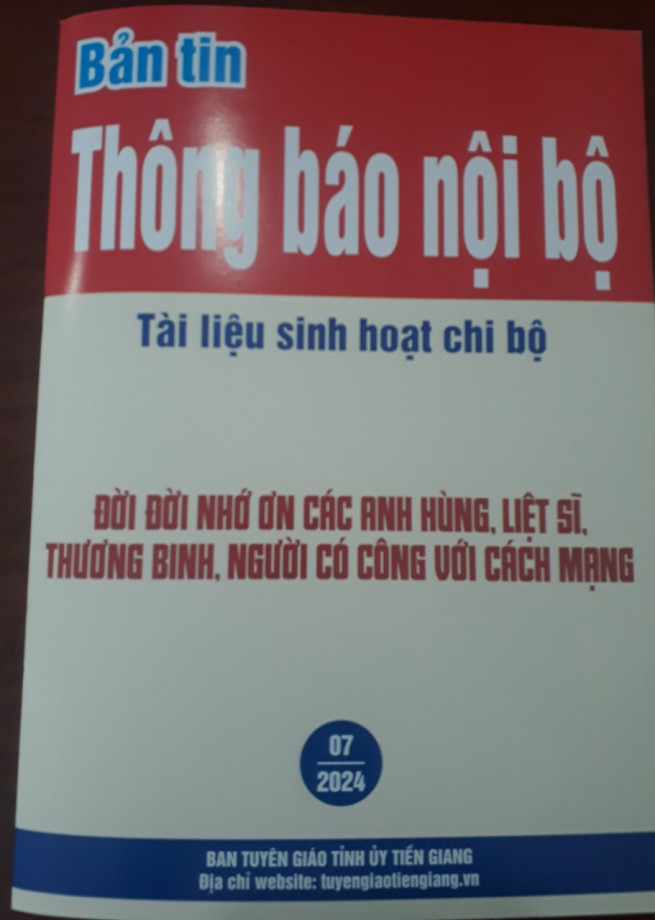 Bản tin
Thông báo nội bộ
Tài liệu sinh hoạt chi bộ
ĐỜI ĐỜI NHỚ ƠN CÁC ANH HÙNG, LIỆT SĨ,
THƯƠNG BINH, NGƯỜI CÓ CÔNG VỚI CÁCH MẠNG
07
2024
BAN TUYÊN GIÁO TỈNH ỦY TIỀN GIANG
Địa chỉ website: tuyengiaotiengiang.vn